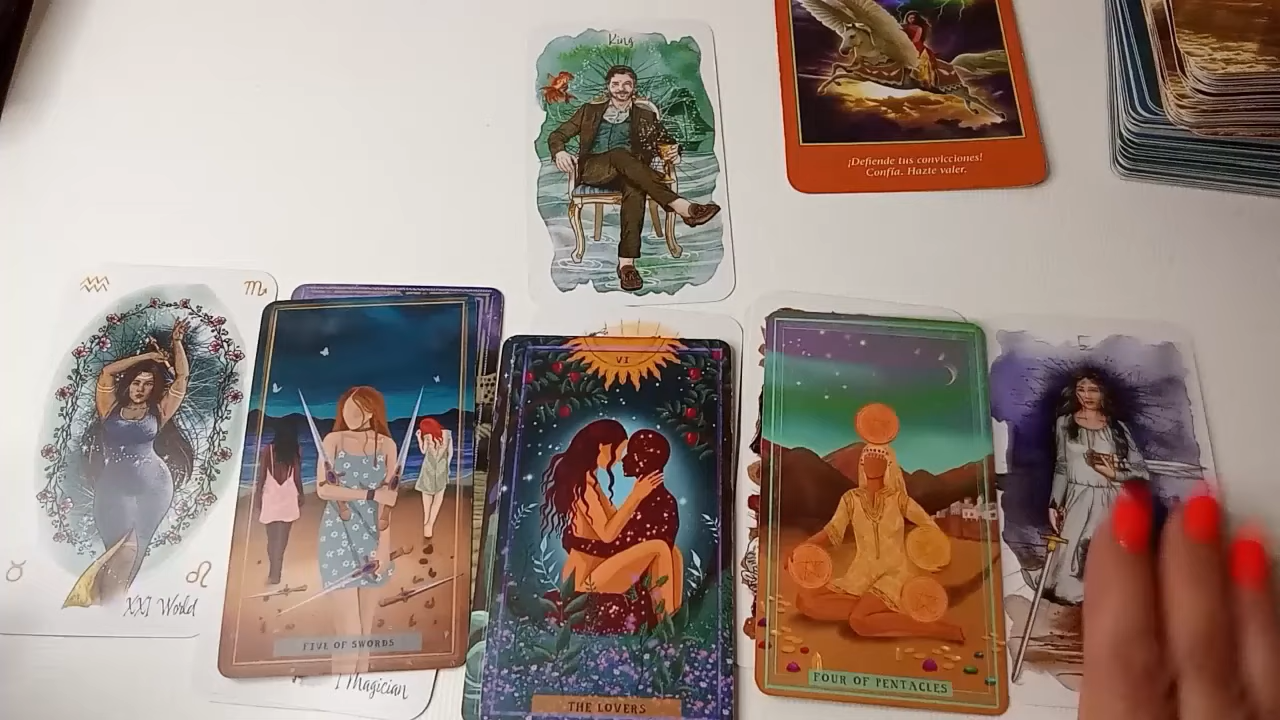 King
¡Defiende tus convicciones!
Confía. Hazte valer.
XXI World
FIVE OF SWORDS
I Magician
VI
THE LOVERS
FOUR OF PENTACLES